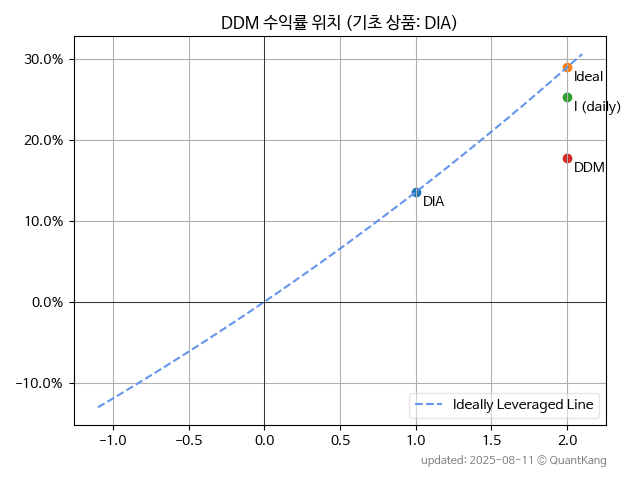 DDM 수익률 위치 (기초 상품: DIA)
30.0%
20.0%
10.0%
0.0%
−10.0%
Ideal
I (daily)
DDM
DIA
Ideally Leveraged Line
−1.0 −0.5 0.0 0.5 1.0 1.5 2.0
updated: 2025-08-11 © QuantKang